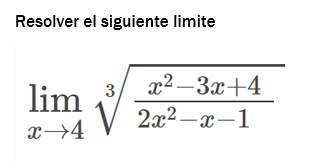 Resolver el siguiente limite
lim x→4 ∛((x²−3x+4)/(2x²−x−1))